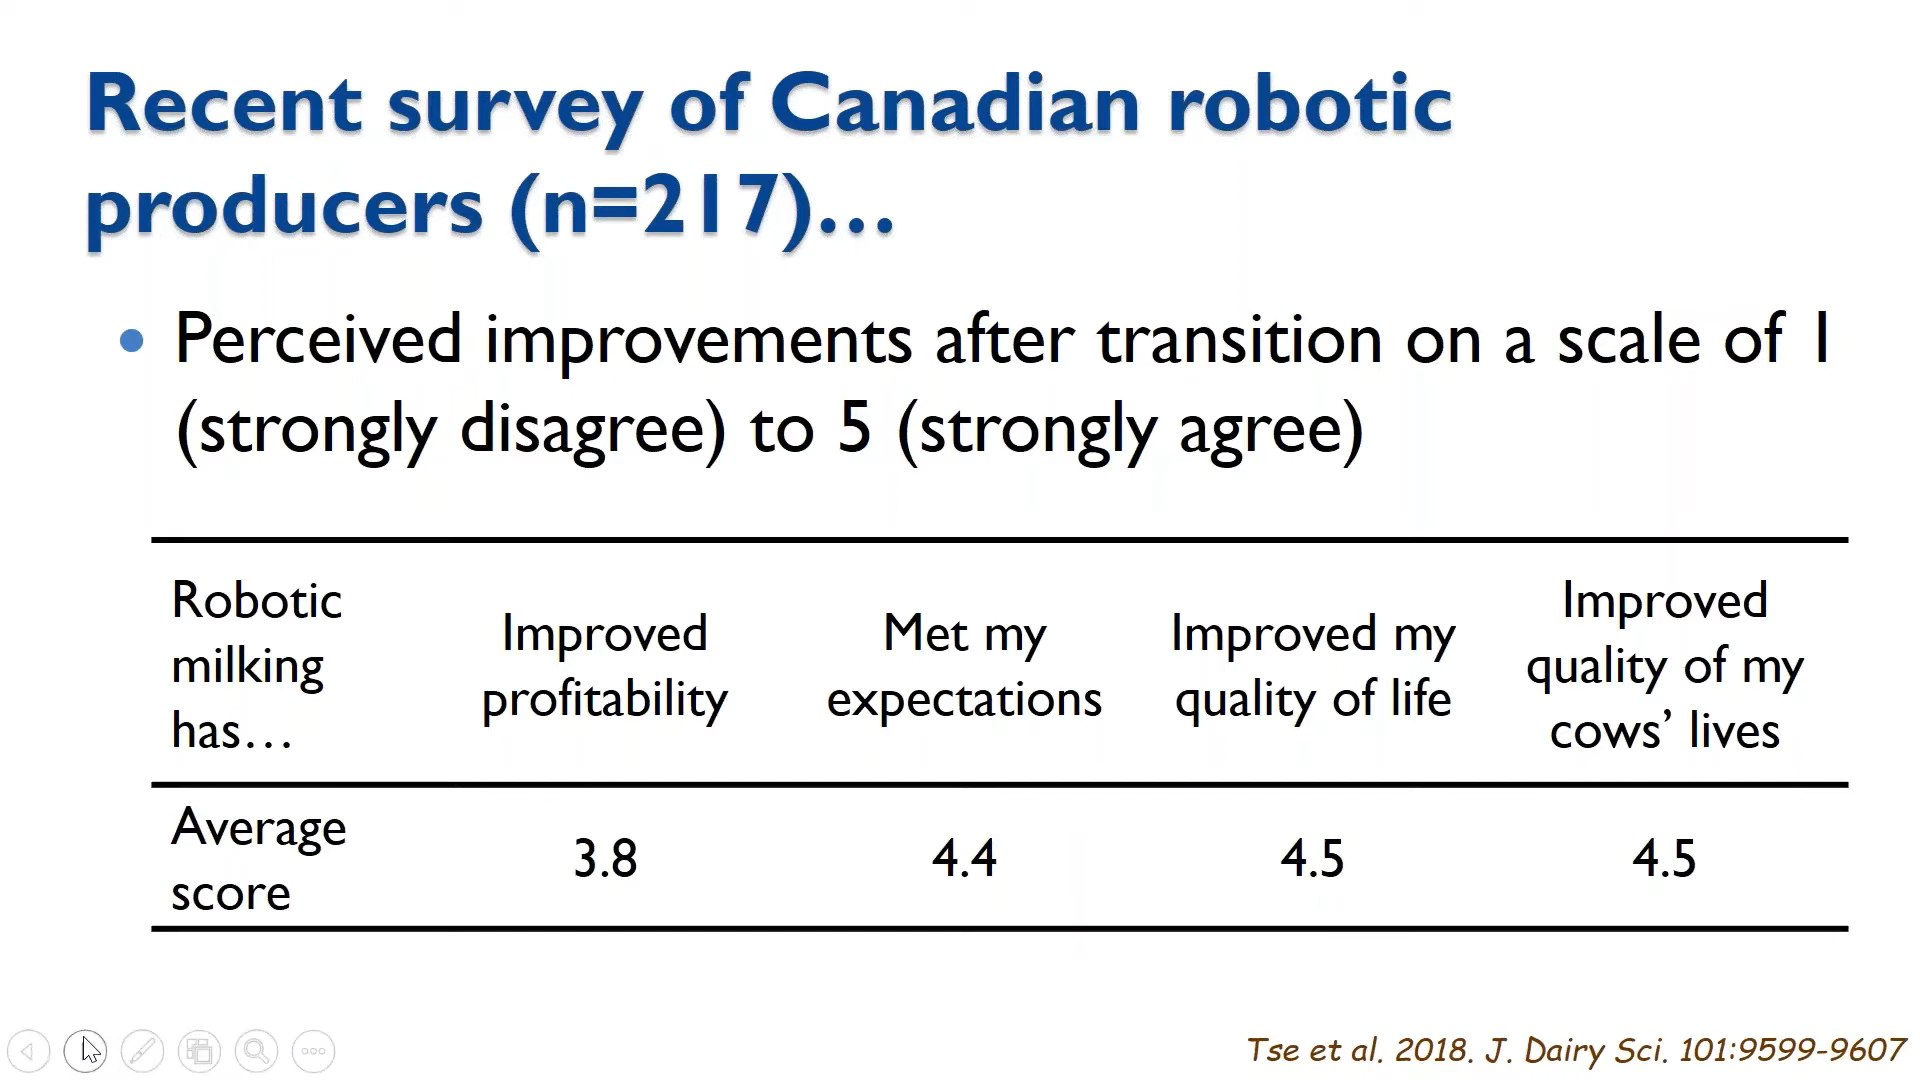 Recent survey of Canadian robotic
producers (n=217)…
• Perceived improvements after transition on a scale of 1
(strongly disagree) to 5 (strongly agree)
Robotic
milking
has…
Improved
profitability
Met my
expectations
Improved my
quality of life
Improved
quality of my
cows’ lives
Average
score
3.8
4.4
4.5
4.5
Tse et al. 2018. J. Dairy Sci. 101:9599-9607